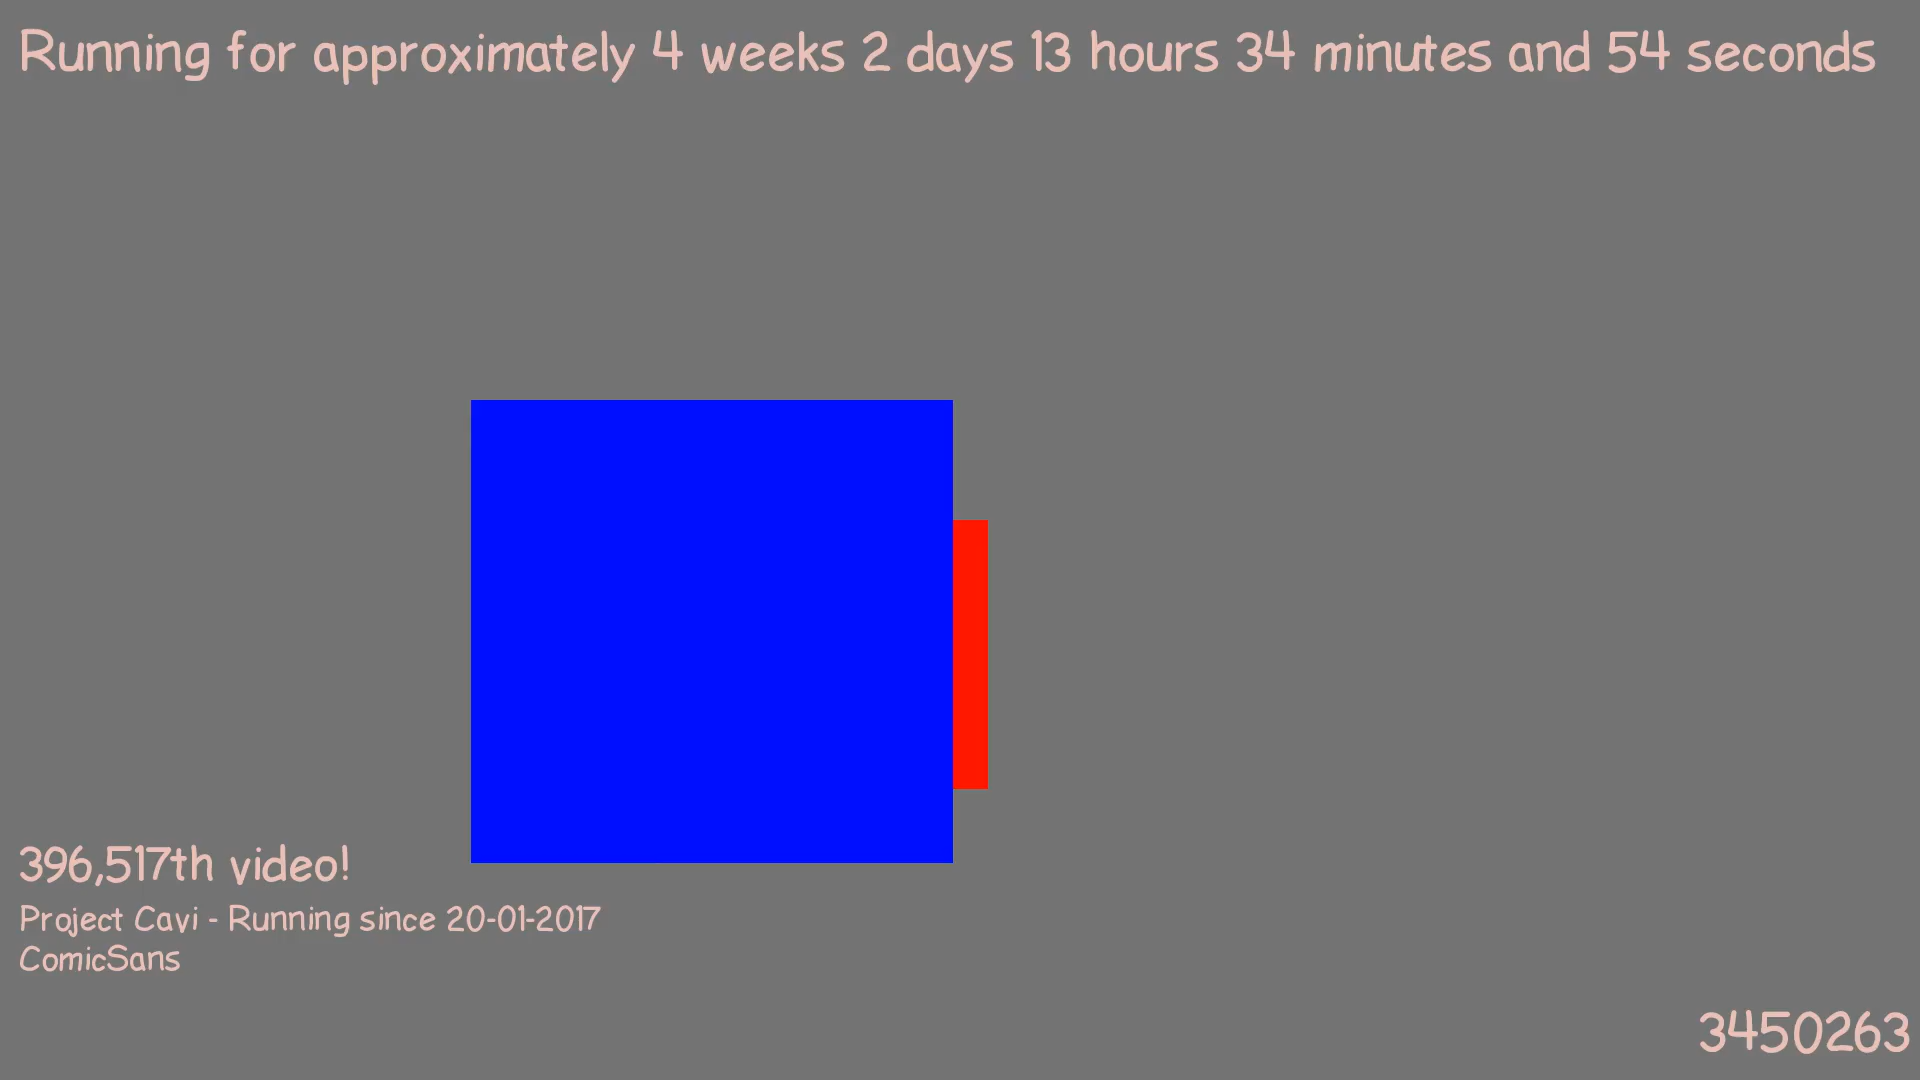 Running for approximately 4 weeks 2 days 13 hours 34 minutes and 54 seconds
396,517th video!
Project Cavi - Running since 20-01-2017
ComicSans
3450263